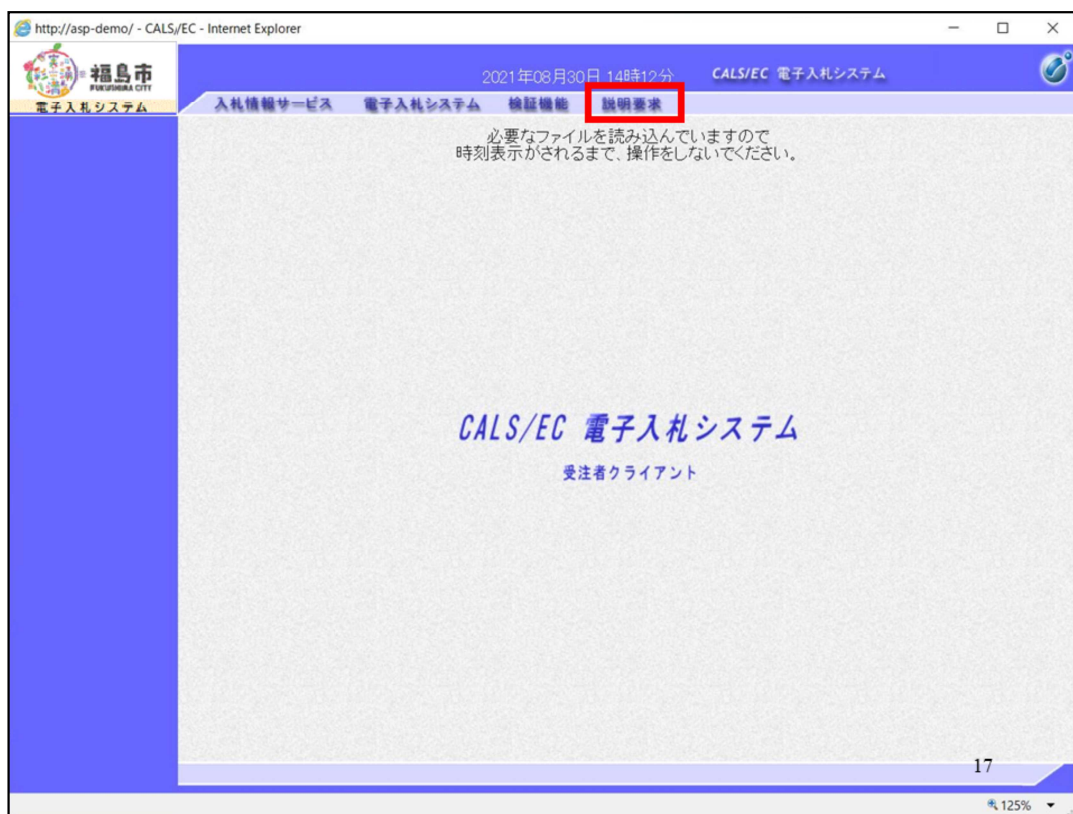 http://asp-demo/ - CALS/EC - Internet Explorer
福島市
FUKUSHIMA CITY
2021年08月30日 14時12分
CALS/EC 電子入札システム
電子入札システム
入札情報サービス 電子入札システム 検証機能 説明要求
必要なファイルを読み込んでいますので
時刻表示がされるまで、操作をしないでください。
CALS/EC 電子入札システム
受注者クライアント
17
125%